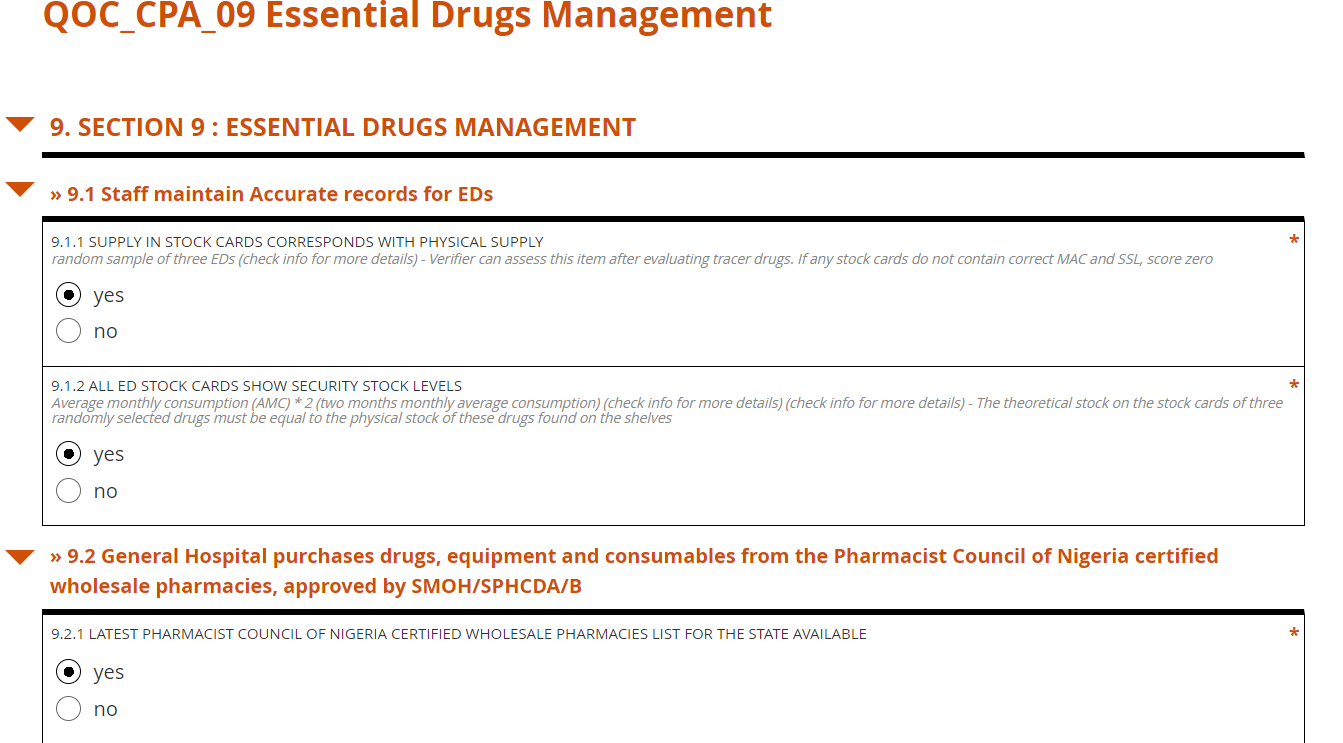 QOC_CPA_09 Essential Drugs Management
9. SECTION 9 : ESSENTIAL DRUGS MANAGEMENT
» 9.1 Staff maintain Accurate records for EDs
9.1.1 SUPPLY IN STOCK CARDS CORRESPONDS WITH PHYSICAL SUPPLY *
random sample of three EDs (check info for more details) - Verifier can assess this item after evaluating tracer drugs. If any stock cards do not contain correct MAC and SSL, score zero
yes
no
9.1.2 ALL ED STOCK CARDS SHOW SECURITY STOCK LEVELS *
Average monthly consumption (AMC) * 2 (two months monthly average consumption) (check info for more details) (check info for more details) - The theoretical stock on the stock cards of three
randomly selected drugs must be equal to the physical stock of these drugs found on the shelves
yes
no
» 9.2 General Hospital purchases drugs, equipment and consumables from the Pharmacist Council of Nigeria certified
wholesale pharmacies, approved by SMOH/SPHCDA/B
9.2.1 LATEST PHARMACIST COUNCIL OF NIGERIA CERTIFIED WHOLESALE PHARMACIES LIST FOR THE STATE AVAILABLE *
yes
no